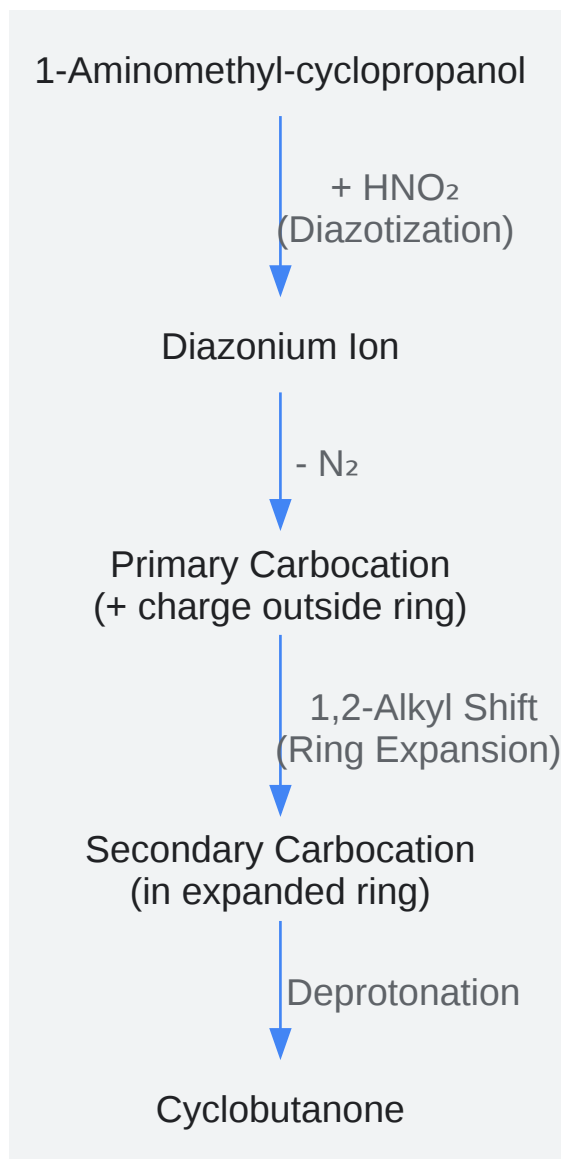 1-Aminomethyl-cyclopropanol
+ HNO₂
(Diazotization)
Diazonium Ion
- N₂
Primary Carbocation
(+ charge outside ring)
1,2-Alkyl Shift
(Ring Expansion)
Secondary Carbocation
(in expanded ring)
Deprotonation
Cyclobutanone